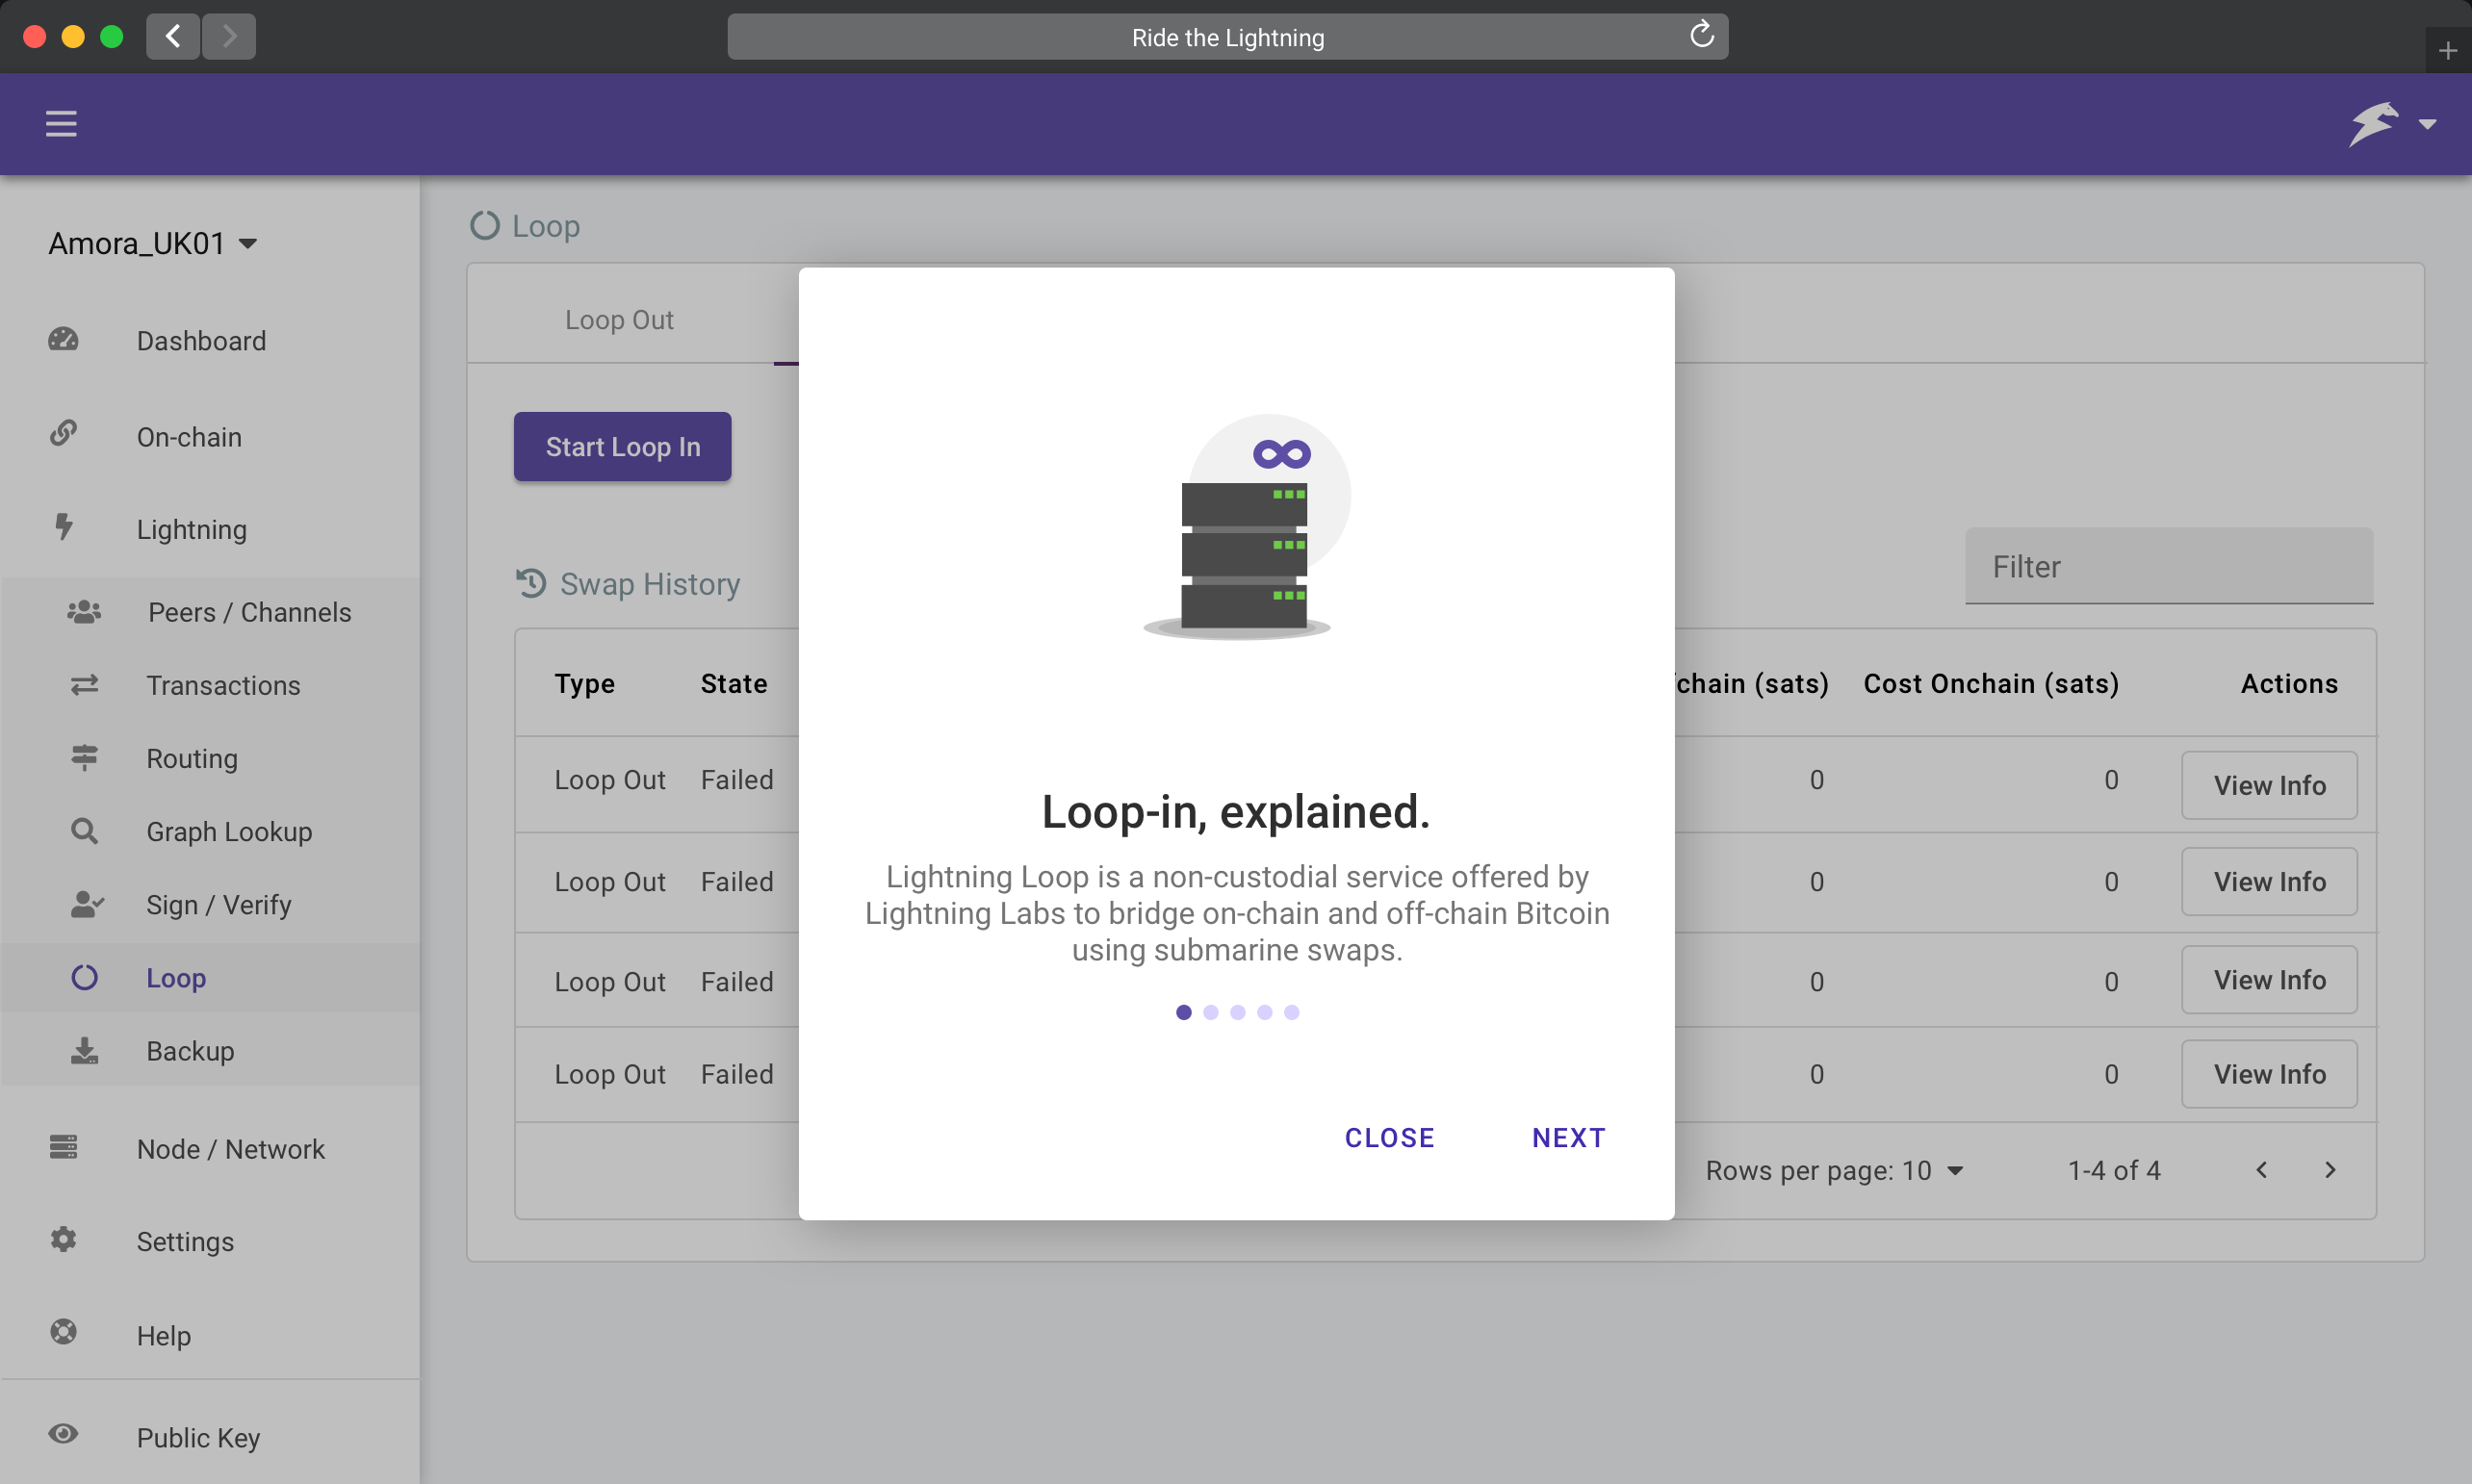 Ride the Lightning
Amora_UK01
Dashboard
On-chain
Lightning
Peers / Channels
Transactions
Routing
Graph Lookup
Sign / Verify
Loop
Backup
Node / Network
Settings
Help
Public Key
Loop
Loop Out
Start Loop In
Swap History
Filter
Type State chain (sats) Cost Onchain (sats) Actions
Loop Out Failed 0 0 View Info
Loop Out Failed 0 0 View Info
Loop Out Failed 0 0 View Info
Loop Out Failed 0 0 View Info
Rows per page: 10 1-4 of 4
Loop-in, explained.
Lightning Loop is a non-custodial service offered by
Lightning Labs to bridge on-chain and off-chain Bitcoin
using submarine swaps.
CLOSE NEXT